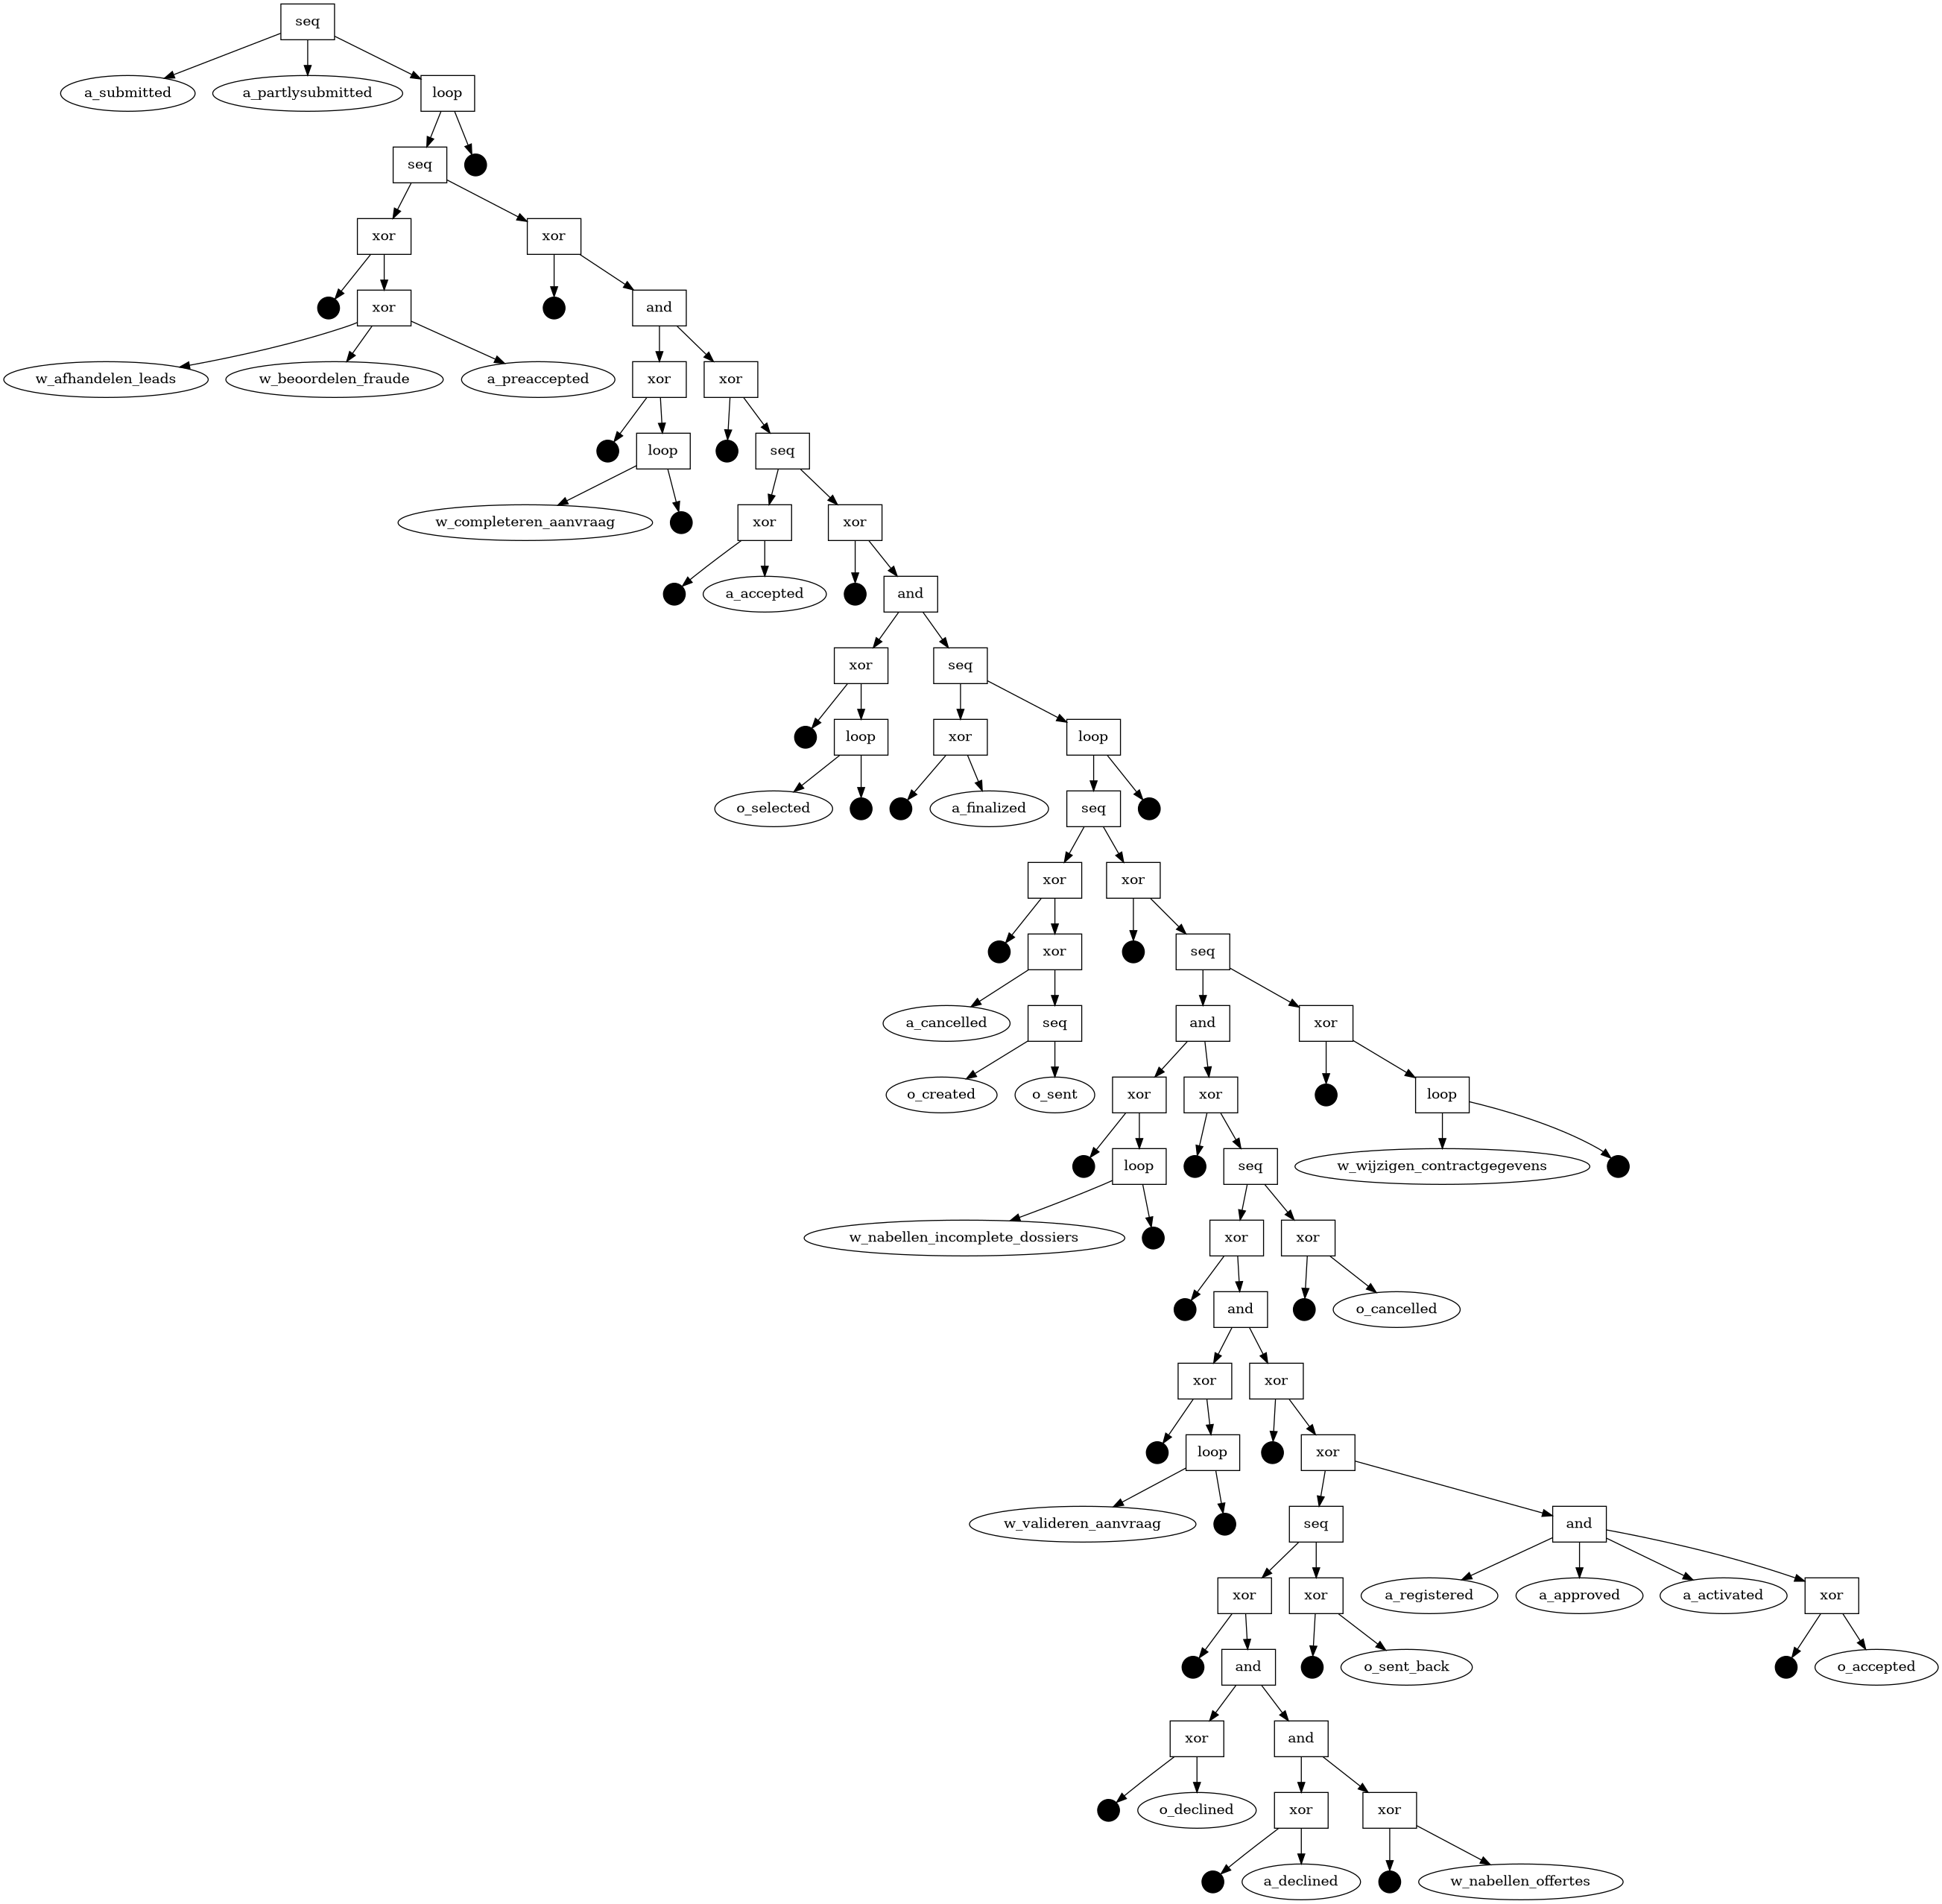 seq
a_submitted
a_partlysubmitted
loop
seq
xor
xor
xor
and
w_afhandelen_leads
w_beoordelen_fraude
a_preaccepted
xor
xor
loop
seq
w_completeren_aanvraag
xor
xor
a_accepted
and
xor
seq
loop
xor
loop
o_selected
a_finalized
seq
xor
xor
xor
seq
a_cancelled
seq
and
xor
o_created
o_sent
xor
xor
loop
loop
seq
w_wijzigen_contractgegevens
w_nabellen_incomplete_dossiers
xor
xor
and
o_cancelled
xor
xor
loop
xor
w_valideren_aanvraag
seq
and
xor
xor
a_registered
a_approved
a_activated
xor
and
o_sent_back
o_accepted
xor
and
o_declined
xor
xor
a_declined
w_nabellen_offertes